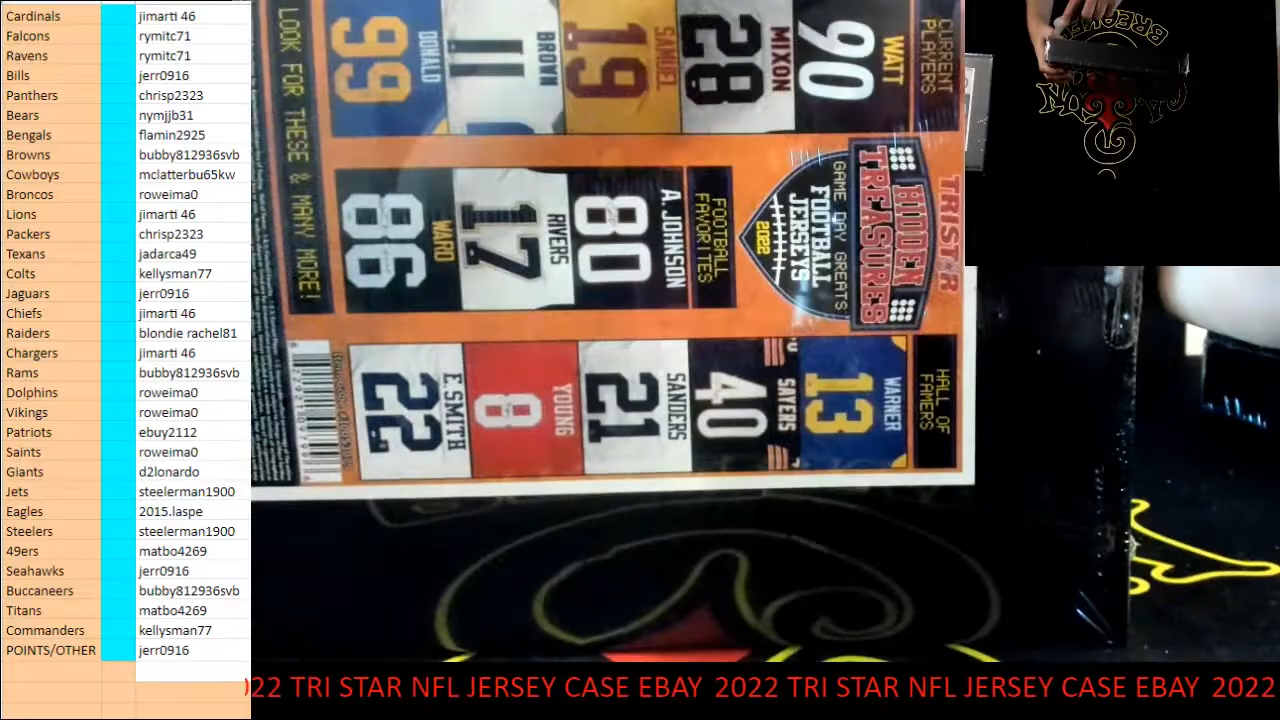 Cardinals jimarti 46
Falcons rymitc71
Ravens rymitc71
Bills jerr0916
Panthers chrisp2323
Bears nymjjb31
Bengals flamin2925
Browns bubby812936svb
Cowboys mclatterbu65kw
Broncos roweima0
Lions jimarti 46
Packers chrisp2323
Texans jadarca49
Colts kellysman77
Jaguars jerr0916
Chiefs jimarti 46
Raiders blondie rachel81
Chargers jimarti 46
Rams bubby812936svb
Dolphins roweima0
Vikings roweima0
Patriots ebuy2112
Saints roweima0
Giants d2lonardo
Jets steelerman1900
Eagles 2015.laspe
Steelers steelerman1900
49ers matbo4269
Seahawks jerr0916
Buccaneers bubby812936svb
Titans matbo4269
Commanders kellysman77
POINTS/OTHER jerr0916
TRISTAR
HIDDEN
TREASURES
GAME DAY GREATS
FOOTBALL
JERSEYS
2022
CURRENT
PLAYERS
WATT
90
MIXON
28
SAMUEL
19
BROWN
11
DONALD
99
FOOTBALL
FAVORITES
A. JOHNSON
80
RIVERS
17
WARD
86
HALL OF
FAMERS
WARNER
13
SAYERS
40
SANDERS
21
YOUNG
8
E. SMITH
22
LOOK FOR THESE & MANY MORE!
22 TRI STAR NFL JERSEY CASE EBAY 2022 TRI STAR NFL JERSEY CASE EBAY 2022